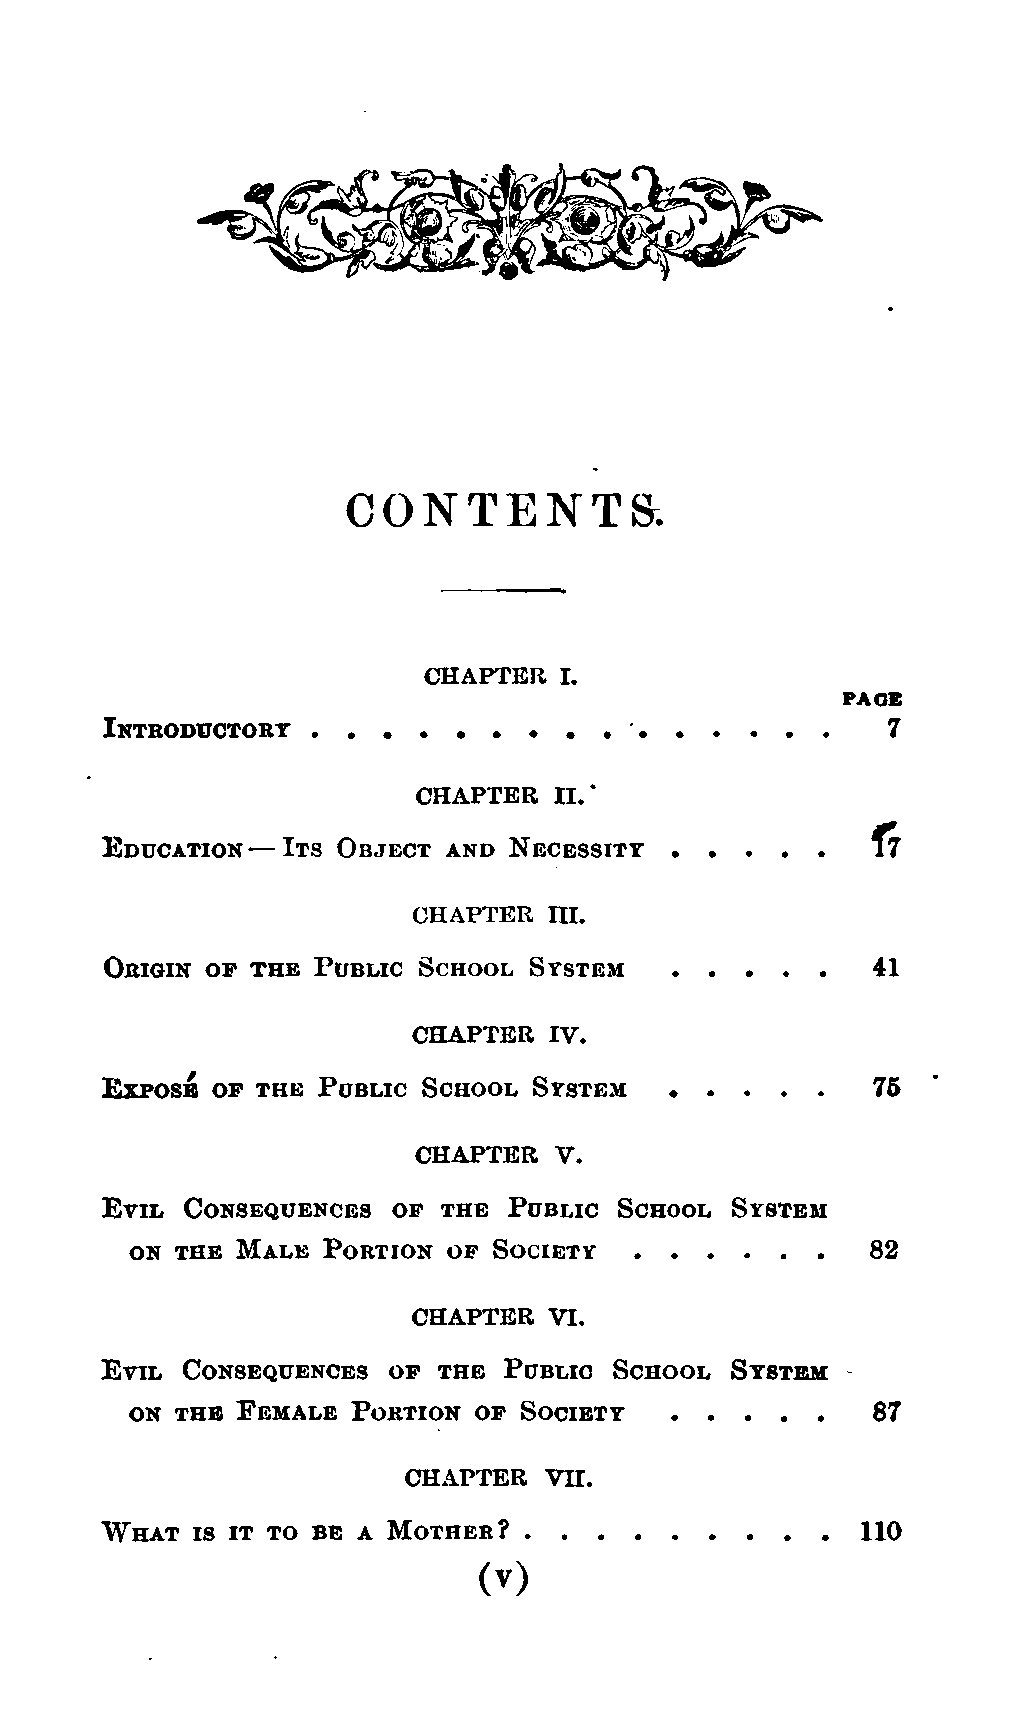 CONTENTS.
CHAPTER I.
PAGE
INTRODUCTORY . . . . . . . . . . . . . . . 7
CHAPTER II.
EDUCATION — ITS OBJECT AND NECESSITY . . . . . 17
CHAPTER III.
ORIGIN OF THE PUBLIC SCHOOL SYSTEM . . . . . 41
CHAPTER IV.
EXPOSÉ OF THE PUBLIC SCHOOL SYSTEM . . . . . 75
CHAPTER V.
EVIL CONSEQUENCES OF THE PUBLIC SCHOOL SYSTEM
ON THE MALE PORTION OF SOCIETY . . . . . . 82
CHAPTER VI.
EVIL CONSEQUENCES OF THE PUBLIC SCHOOL SYSTEM
ON THE FEMALE PORTION OF SOCIETY . . . . . 87
CHAPTER VII.
WHAT IS IT TO BE A MOTHER? . . . . . . . . . 110
(v)